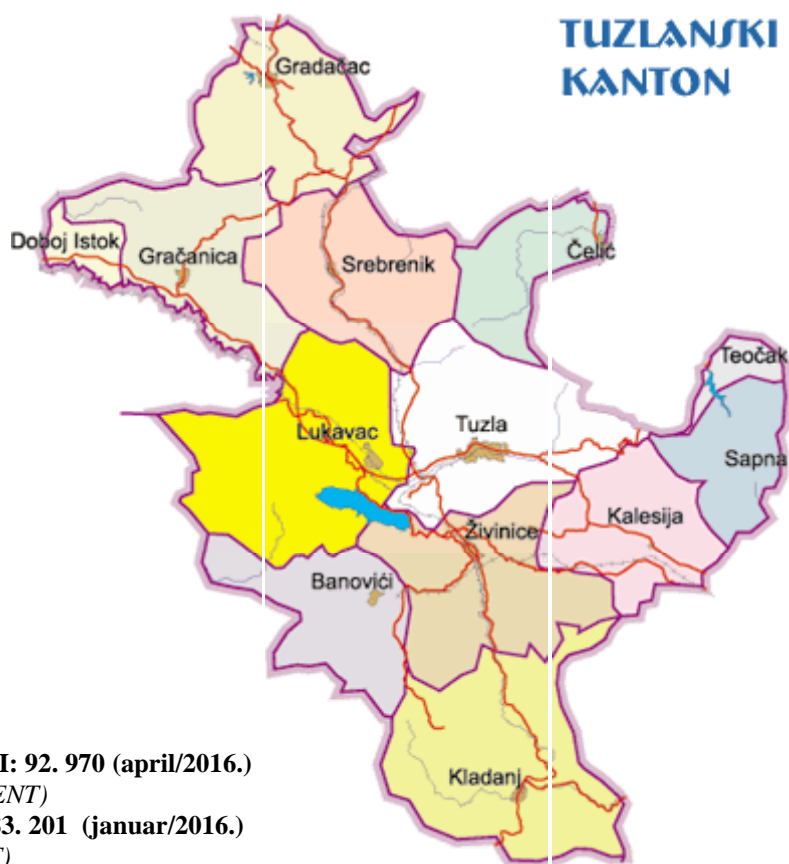 TUZLANSKI
KANTON
Gradačac
Doboj Istok
Gračanica
Srebrenik
Čelić
Teočak
Lukavac
Tuzla
Sapna
Kalesija
Živinice
Banovići
Kladanj
I: 92. 970 (april/2016.)
ENT)
3. 201 (januar/2016.)
T)